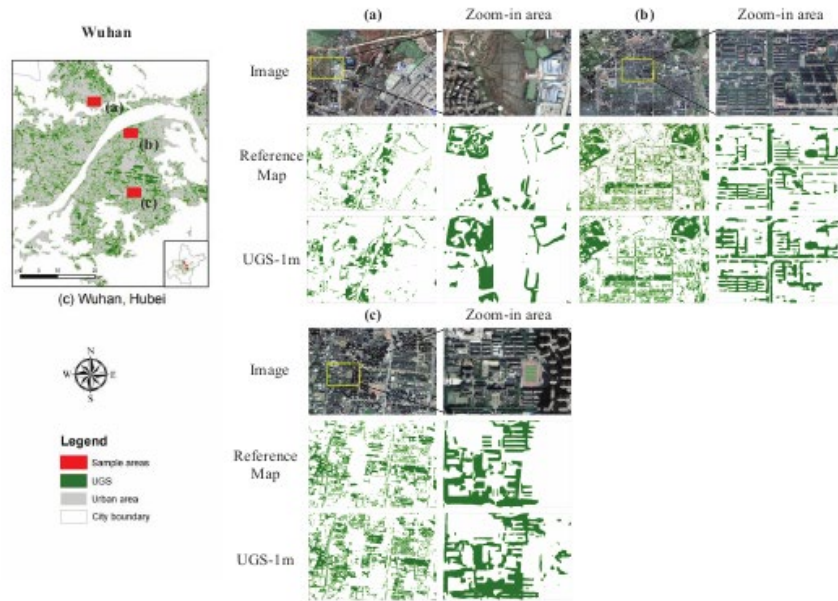 Wuhan
(a)
(b)
(c)
(c) Wuhan, Hubei
N
W E
S
Legend
Sample areas
UGS
Urban area
City boundary
(a) Zoom-in area (b) Zoom-in area
Image
Reference
Map
UGS-1m
(c) Zoom-in area
Image
Reference
Map
UGS-1m